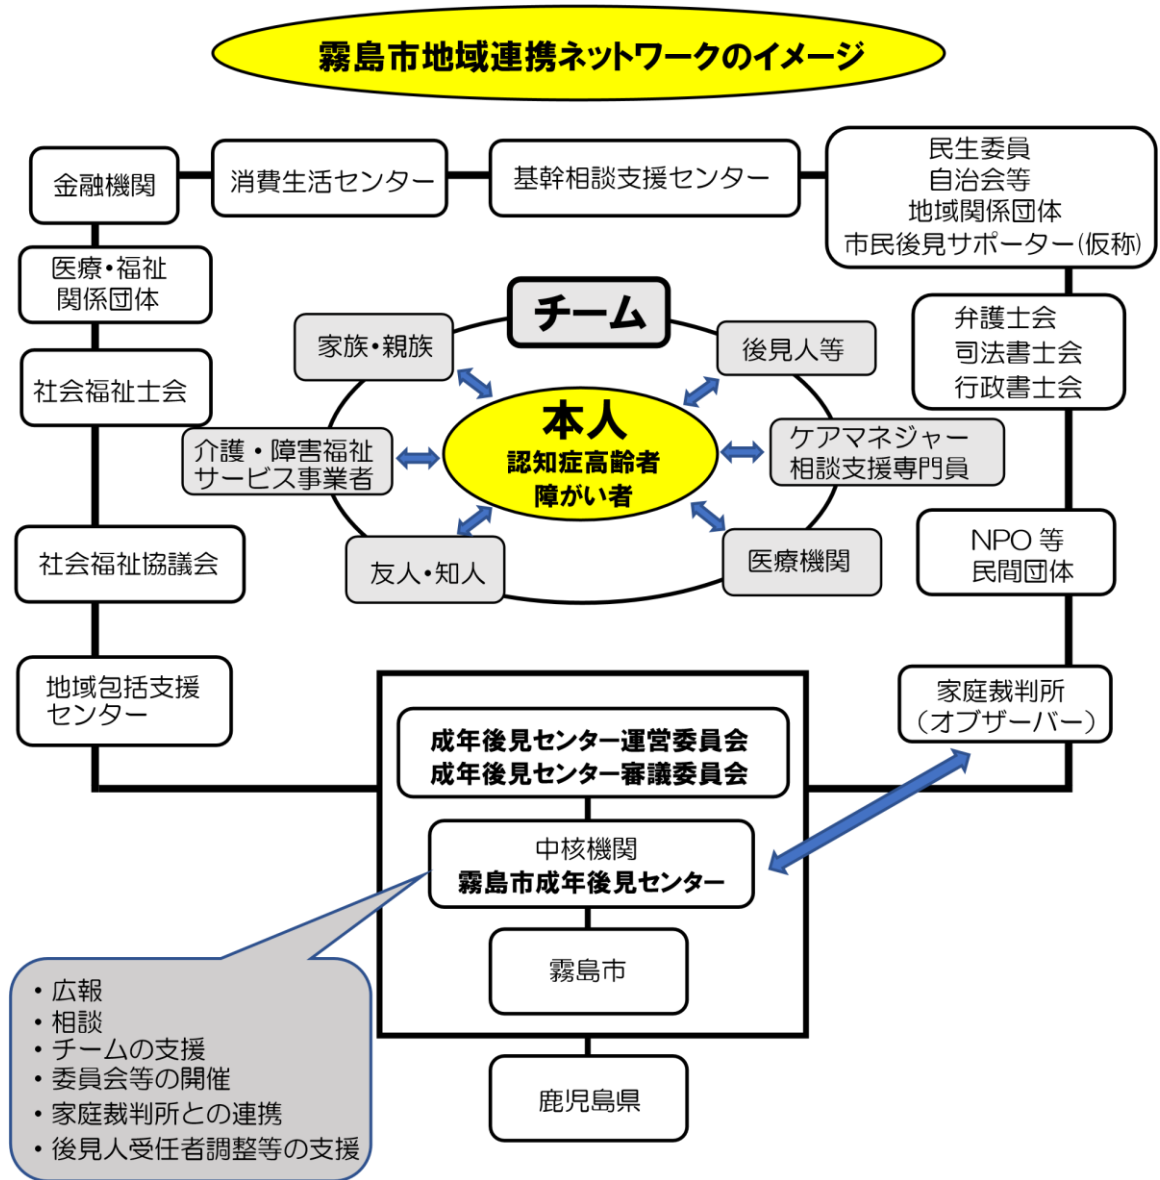 霧島市地域連携ネットワークのイメージ
金融機関
消費生活センター
基幹相談支援センター
民生委員
自治会等
地域関係団体
市民後見サポーター(仮称)
医療・福祉
関係団体
社会福祉士会
社会福祉協議会
地域包括支援
センター
チーム
家族・親族
後見人等
介護・障害福祉
サービス事業者
本人
認知症高齢者
障がい者
ケアマネジャー
相談支援専門員
友人・知人
医療機関
弁護士会
司法書士会
行政書士会
NPO 等
民間団体
家庭裁判所
（オブザーバー）
成年後見センター運営委員会
成年後見センター審議委員会
中核機関
霧島市成年後見センター
霧島市
鹿児島県
・広報
・相談
・チームの支援
・委員会等の開催
・家庭裁判所との連携
・後見人受任者調整等の支援